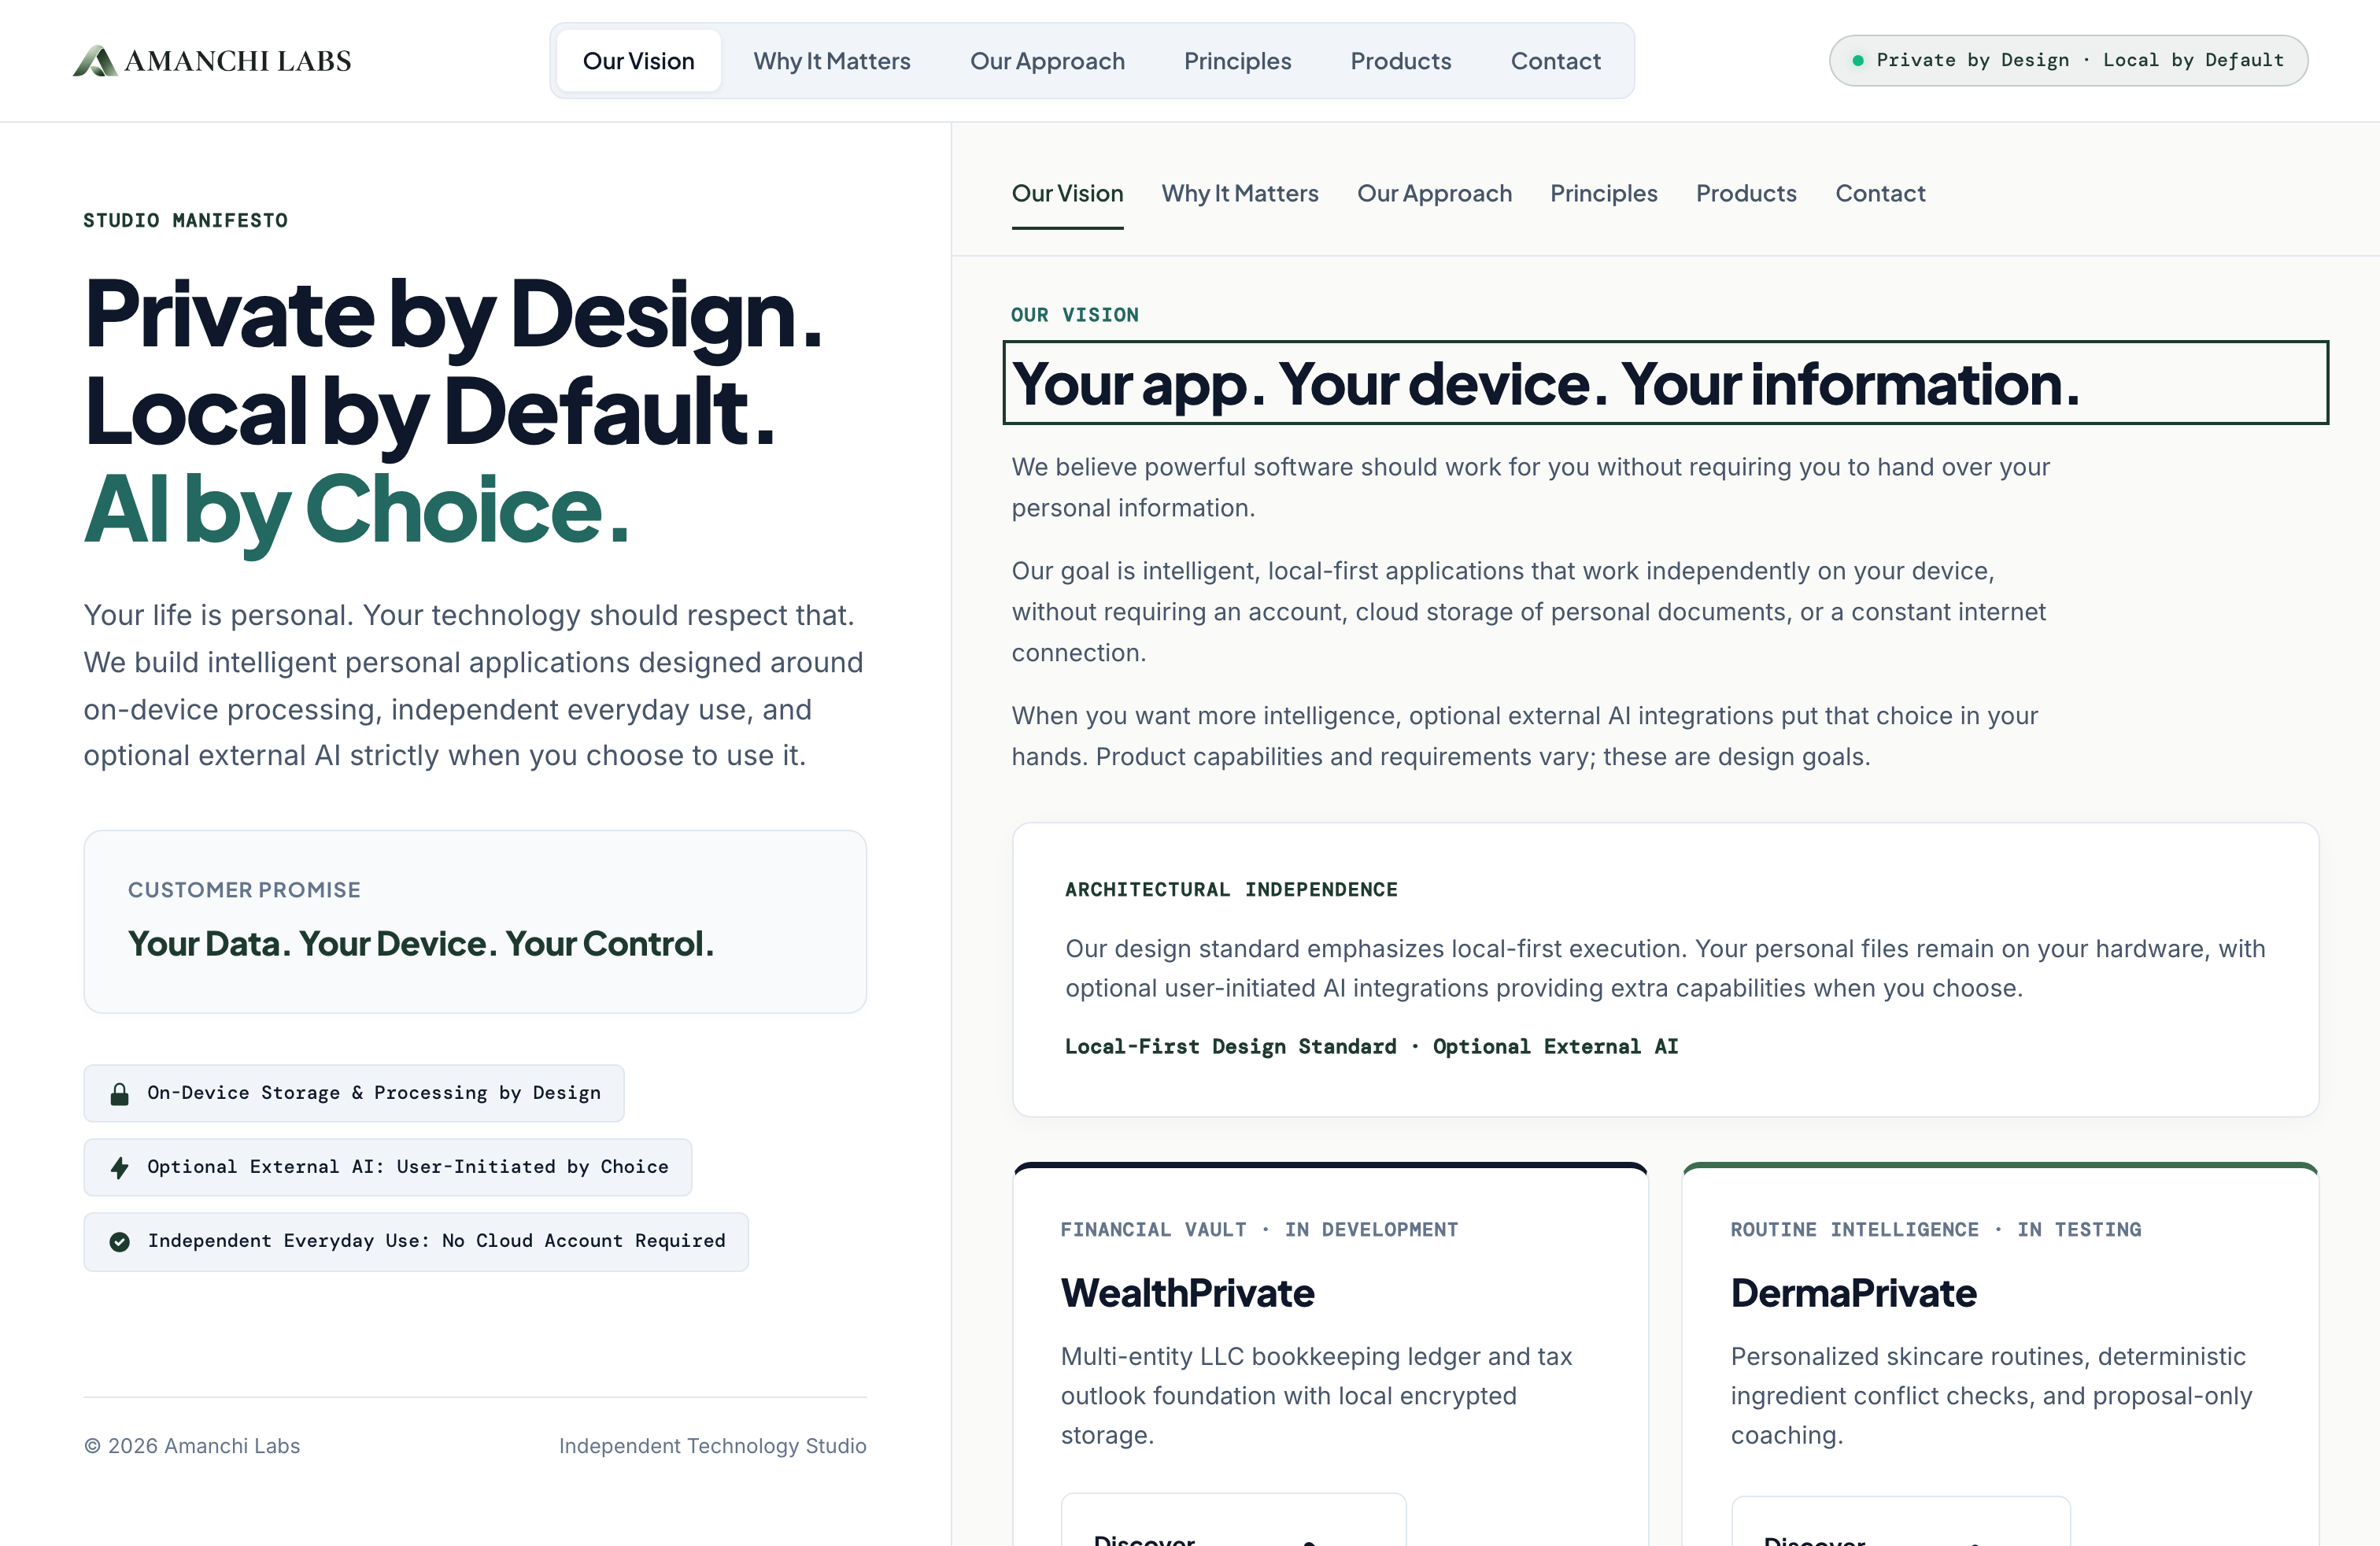 AMANCHI LABS
Our Vision
Why It Matters
Our Approach
Principles
Products
Contact
Private by Design · Local by Default
STUDIO MANIFESTO
Private by Design.
Local by Default.
AI by Choice.
Your life is personal. Your technology should respect that.
We build intelligent personal applications designed around
on-device processing, independent everyday use, and
optional external AI strictly when you choose to use it.
CUSTOMER PROMISE
Your Data. Your Device. Your Control.
On-Device Storage & Processing by Design
Optional External AI: User-Initiated by Choice
Independent Everyday Use: No Cloud Account Required
© 2026 Amanchi Labs
Independent Technology Studio
Our Vision
Why It Matters
Our Approach
Principles
Products
Contact
OUR VISION
Your app. Your device. Your information.
We believe powerful software should work for you without requiring you to hand over your
personal information.
Our goal is intelligent, local-first applications that work independently on your device,
without requiring an account, cloud storage of personal documents, or a constant internet
connection.
When you want more intelligence, optional external AI integrations put that choice in your
hands. Product capabilities and requirements vary; these are design goals.
ARCHITECTURAL INDEPENDENCE
Our design standard emphasizes local-first execution. Your personal files remain on your hardware, with
optional user-initiated AI integrations providing extra capabilities when you choose.
Local-First Design Standard · Optional External AI
FINANCIAL VAULT · IN DEVELOPMENT
WealthPrivate
Multi-entity LLC bookkeeping ledger and tax
outlook foundation with local encrypted
storage.
Discover
ROUTINE INTELLIGENCE · IN TESTING
DermaPrivate
Personalized skincare routines, deterministic
ingredient conflict checks, and proposal-only
coaching.
Discover